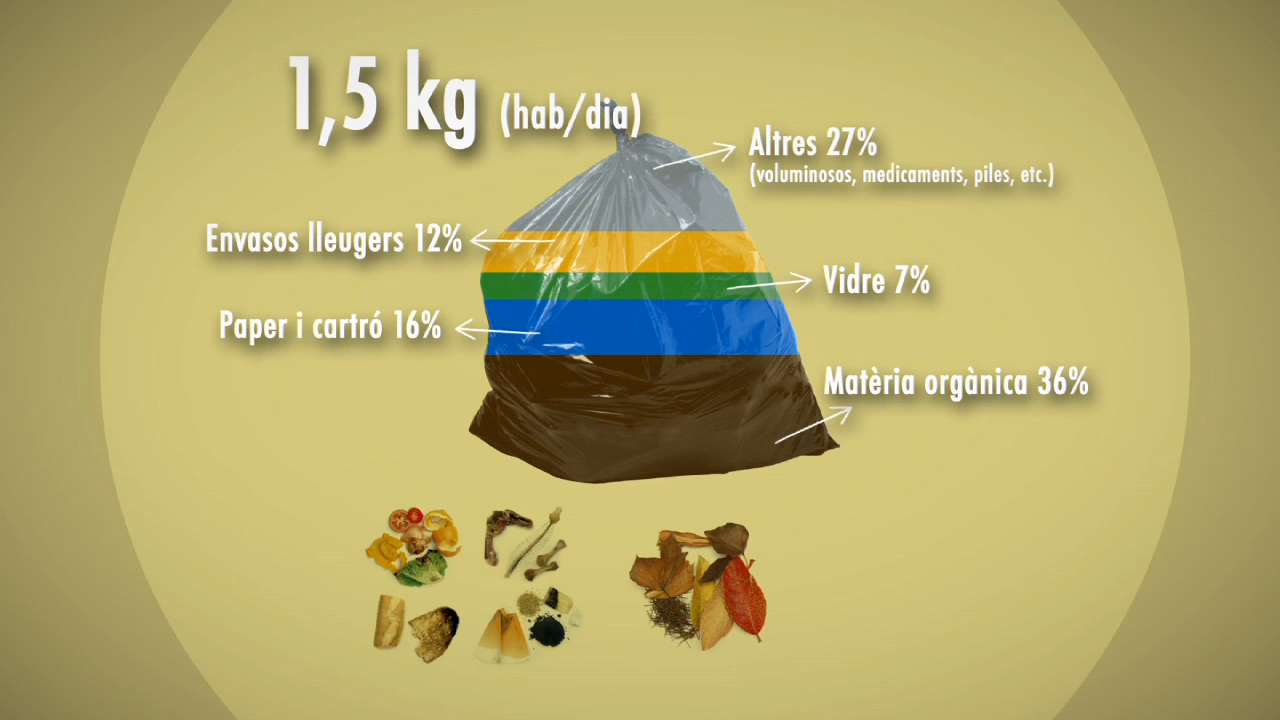 1,5 kg (hab/dia)
Altres 27%
(voluminosos, medicaments, piles, etc.)
Envasos lleugers 12%
Vidre 7%
Paper i cartró 16%
Matèria orgànica 36%